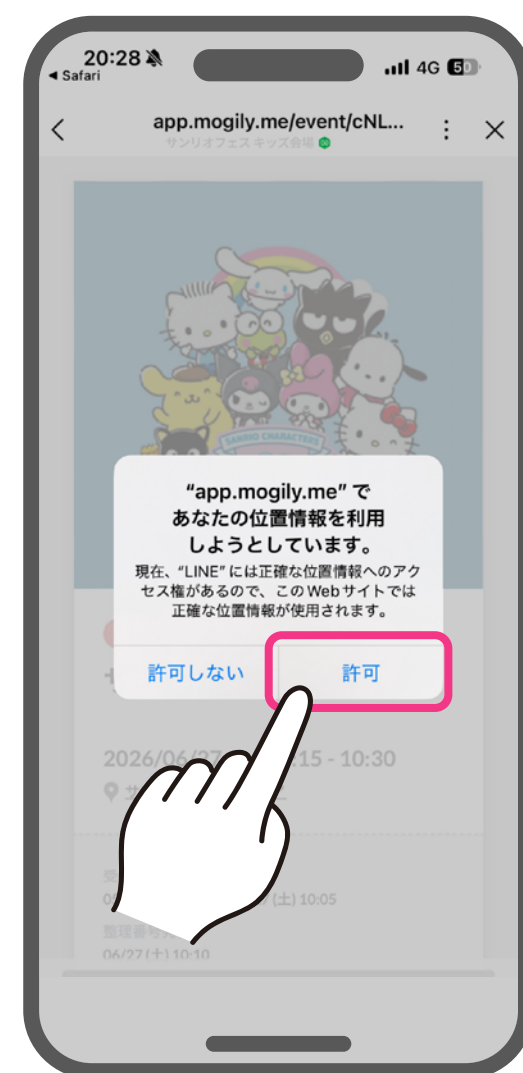 20:28
◀ Safari
4G 50
app.mogily.me/event/cNL...
サンリオフェス キッズ会場
SANRIO CHARACTERS
“app.mogily.me” で
あなたの位置情報を利用
しようとしています。
現在、“LINE” には正確な位置情報へのアク
セス権があるので、このWebサイトでは
正確な位置情報が使用されます。
許可しない
許可
2026/06/27
:15 - 10:30
(土) 10:05
整理番号
06/27 (土) 10:10